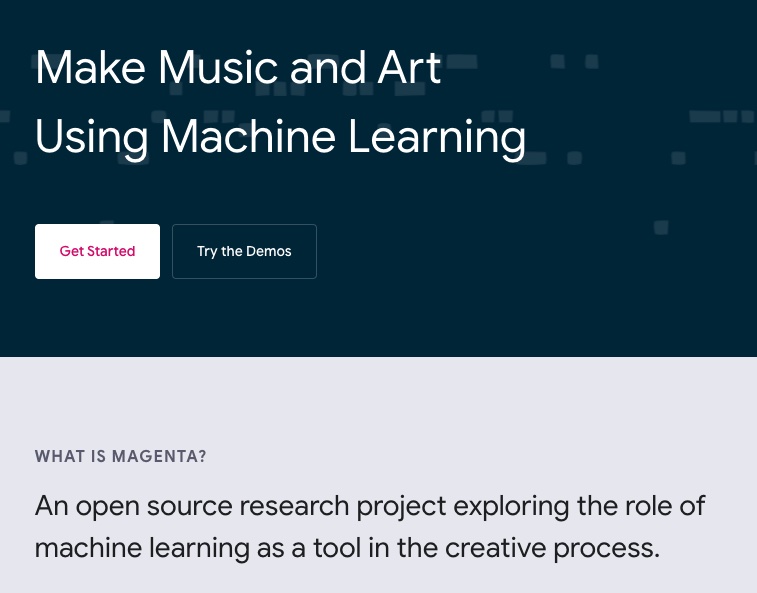 Make Music and Art
Using Machine Learning
Get Started
Try the Demos
WHAT IS MAGENTA?
An open source research project exploring the role of
machine learning as a tool in the creative process.